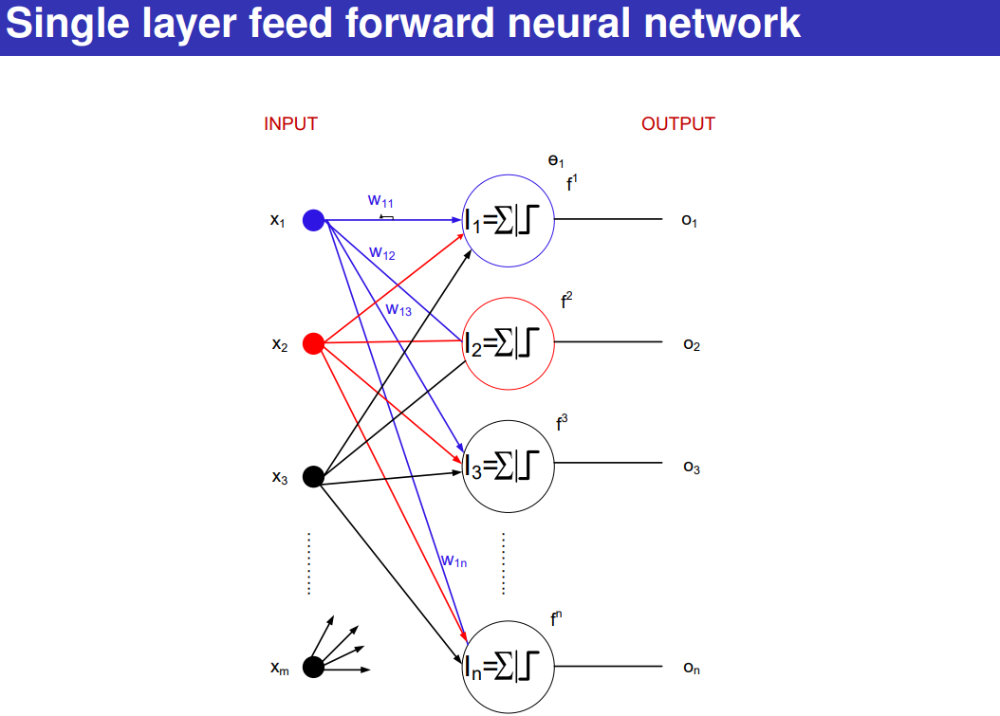 Single layer feed forward neural network
INPUT OUTPUT
ɵ₁
f¹
w₁₁
x₁ I₁=∑|⎍ o₁
w₁₂
f²
w₁₃
x₂ I₂=∑| o₂
f³
x₃ I₃=∑| o₃
w₁ₙ
fⁿ
xₘ Iₙ=∑| oₙ